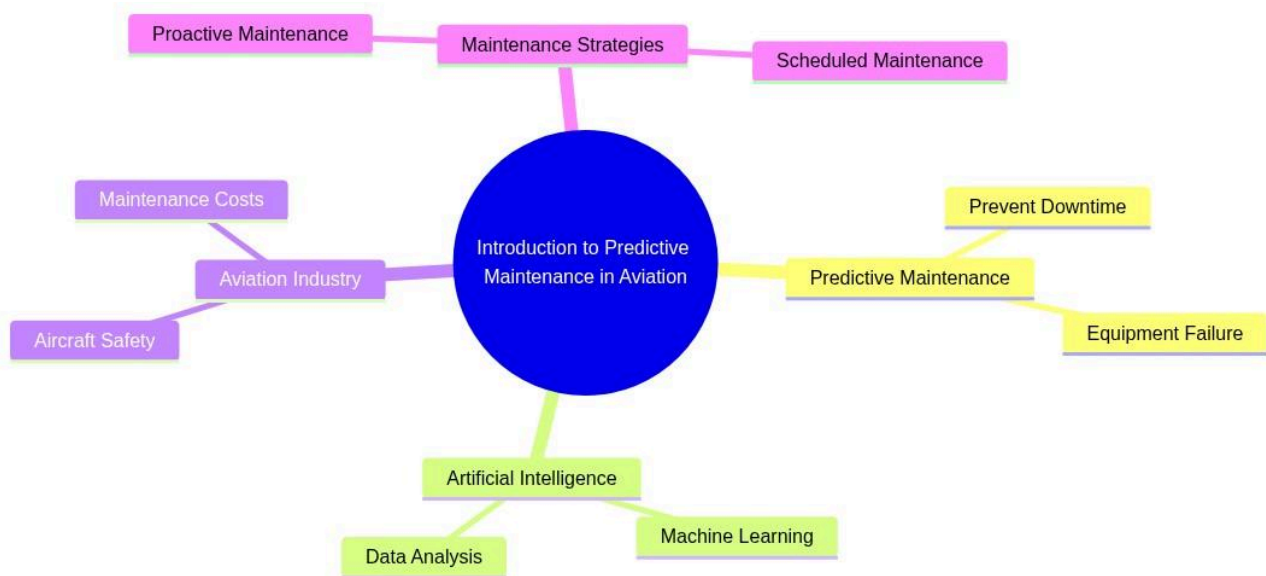 Proactive Maintenance
Maintenance Strategies
Scheduled Maintenance
Maintenance Costs
Aviation Industry
Aircraft Safety
Introduction to Predictive
Maintenance in Aviation
Prevent Downtime
Predictive Maintenance
Equipment Failure
Artificial Intelligence
Data Analysis
Machine Learning